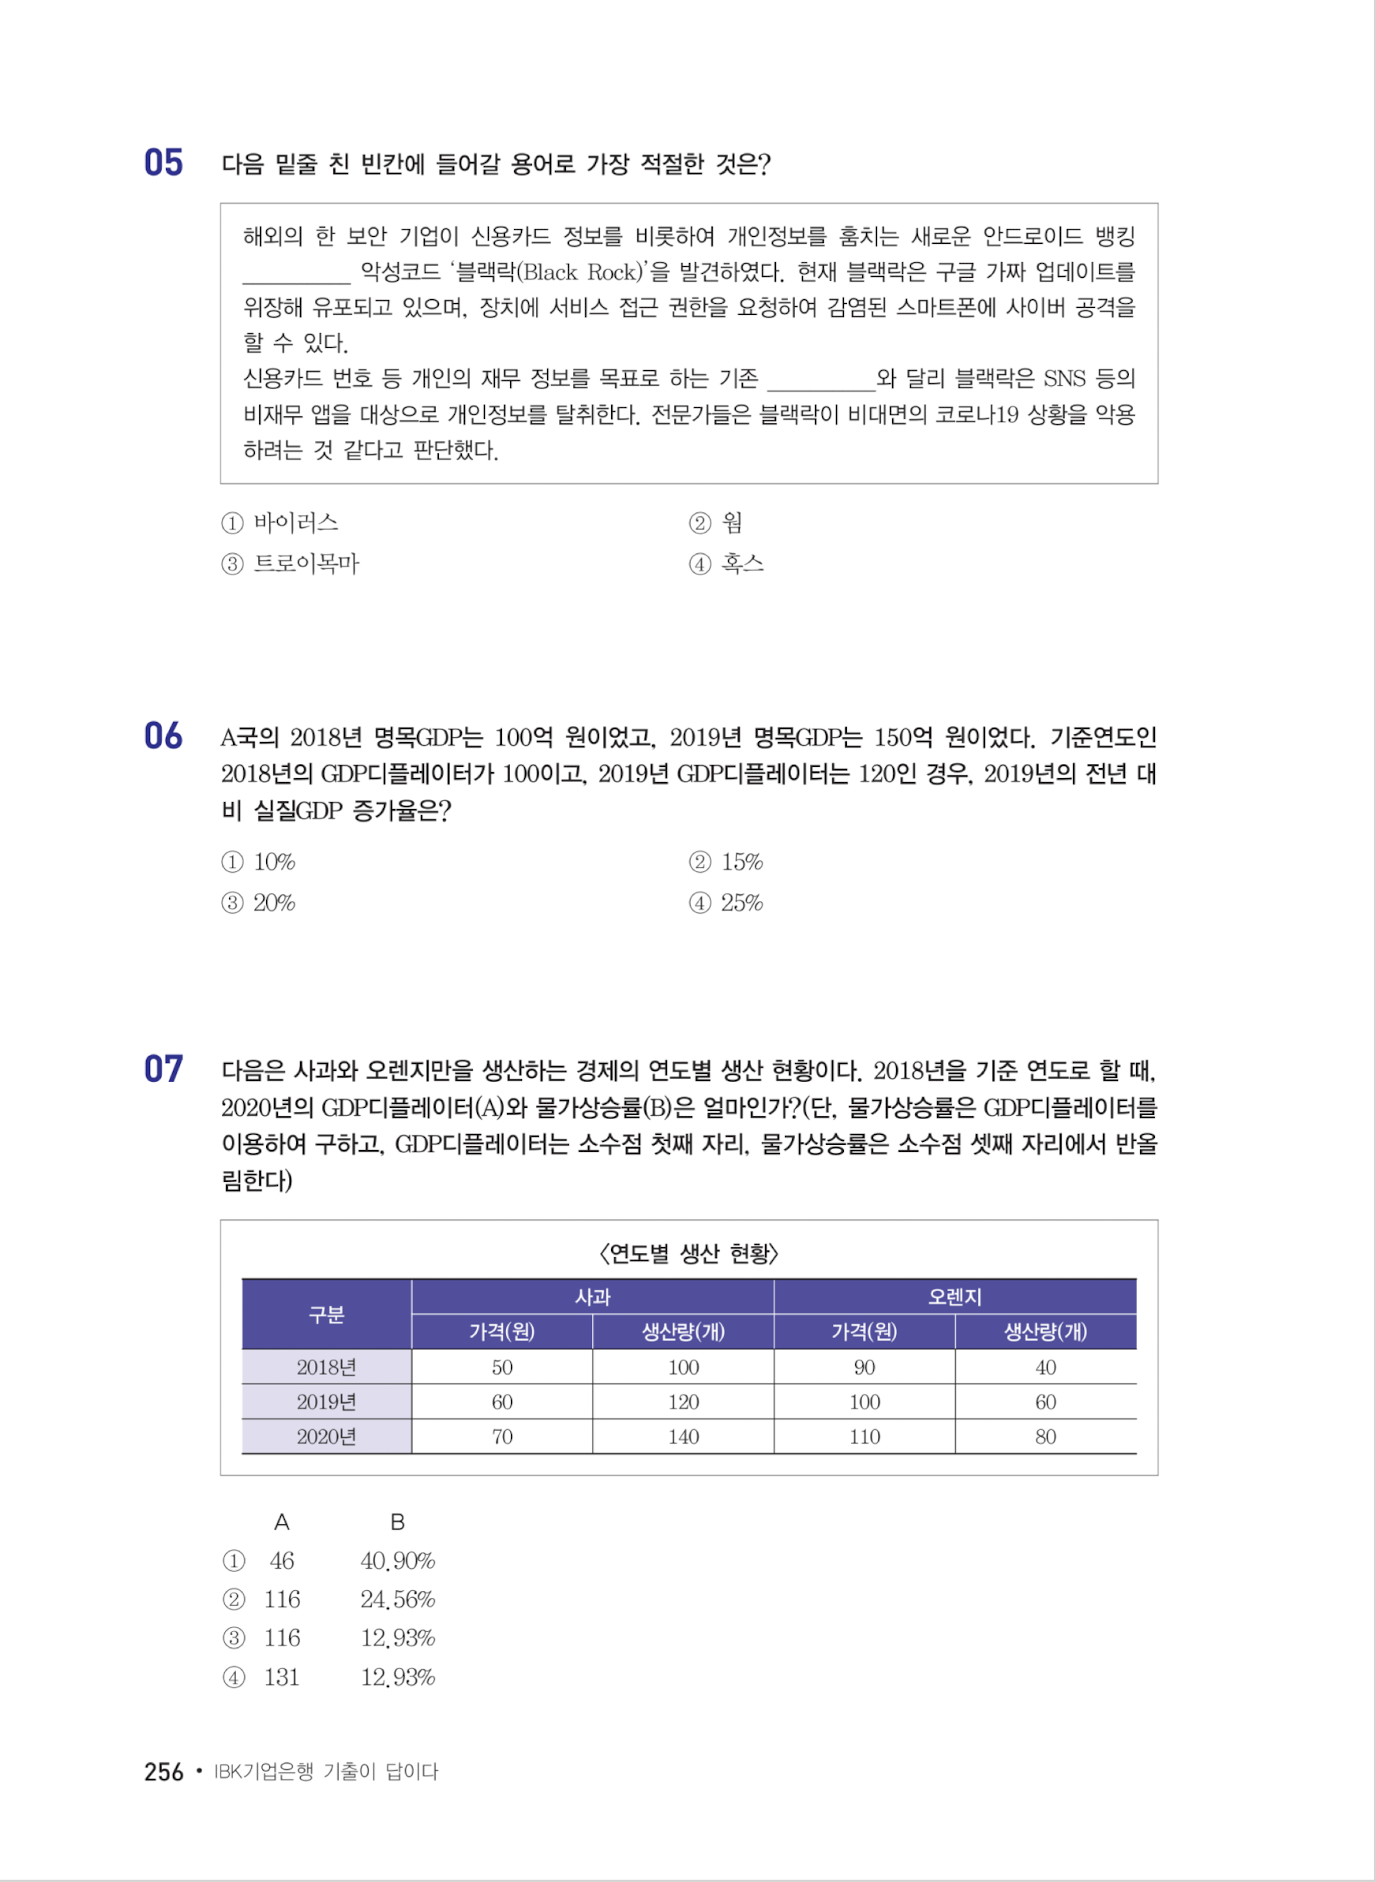 05 다음 밑줄 친 빈칸에 들어갈 용어로 가장 적절한 것은?
해외의 한 보안 기업이 신용카드 정보를 비롯하여 개인정보를 훔치는 새로운 안드로이드 뱅킹
__________ 악성코드 ‘블랙락(Black Rock)’을 발견하였다. 현재 블랙락은 구글 가짜 업데이트를
위장해 유포되고 있으며, 장치에 서비스 접근 권한을 요청하여 감염된 스마트폰에 사이버 공격을
할 수 있다.
신용카드 번호 등 개인의 재무 정보를 목표로 하는 기존 __________와 달리 블랙락은 SNS 등의
비재무 앱을 대상으로 개인정보를 탈취한다. 전문가들은 블랙락이 비대면의 코로나19 상황을 악용
하려는 것 같다고 판단했다.
① 바이러스 ② 웜
③ 트로이목마 ④ 혹스
06 A국의 2018년 명목GDP는 100억 원이었고, 2019년 명목GDP는 150억 원이었다. 기준연도인
2018년의 GDP디플레이터가 100이고, 2019년 GDP디플레이터는 120인 경우, 2019년의 전년 대
비 실질GDP 증가율은?
① 10% ② 15%
③ 20% ④ 25%
07 다음은 사과와 오렌지만을 생산하는 경제의 연도별 생산 현황이다. 2018년을 기준 연도로 할 때,
2020년의 GDP디플레이터(A)와 물가상승률(B)은 얼마인가?(단, 물가상승률은 GDP디플레이터를
이용하여 구하고, GDP디플레이터는 소수점 첫째 자리, 물가상승률은 소수점 셋째 자리에서 반올
림한다)
〈연도별 생산 현황〉
구분 사과 오렌지
가격(원) 생산량(개) 가격(원) 생산량(개)
2018년 50 100 90 40
2019년 60 120 100 60
2020년 70 140 110 80
A B
① 46 40.90%
② 116 24.56%
③ 116 12.93%
④ 131 12.93%
256 • IBK기업은행 기출이 답이다